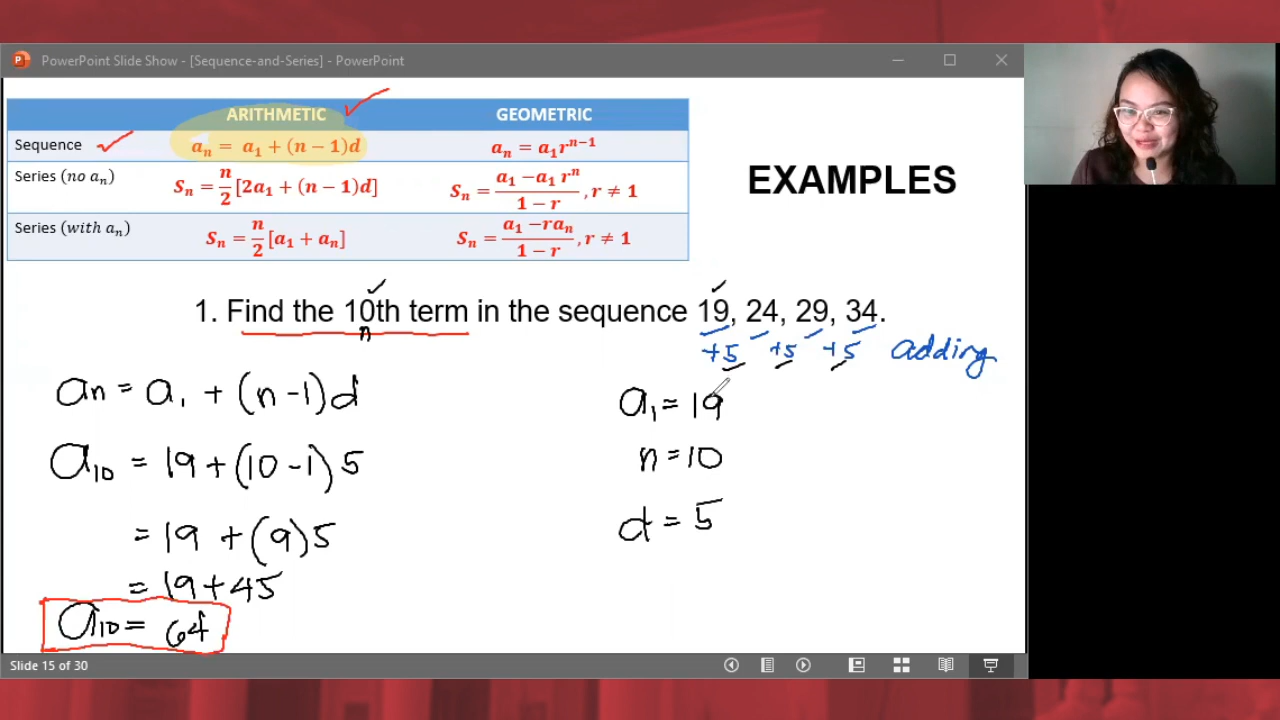 PowerPoint Slide Show - [Sequence-and-Series] - PowerPoint
ARITHMETIC GEOMETRIC
Sequence aₙ = a₁ + (n − 1)d aₙ = a₁rⁿ⁻¹
Series (no aₙ) Sₙ = n/2 [2a₁ + (n − 1)d] Sₙ = (a₁ − a₁ rⁿ)/(1 − r), r ≠ 1
Series (with aₙ) Sₙ = n/2 [a₁ + aₙ] Sₙ = (a₁ − raₙ)/(1 − r), r ≠ 1
EXAMPLES
1. Find the 10th term in the sequence 19, 24, 29, 34.
n
+5 +5 +5 adding
an = a₁ + (n - 1)d
a₁₀ = 19 + (10 - 1) 5
= 19 + (9) 5
= 19 + 45
a₁₀ = 64
a₁ = 19
n = 10
d = 5
Slide 15 of 30